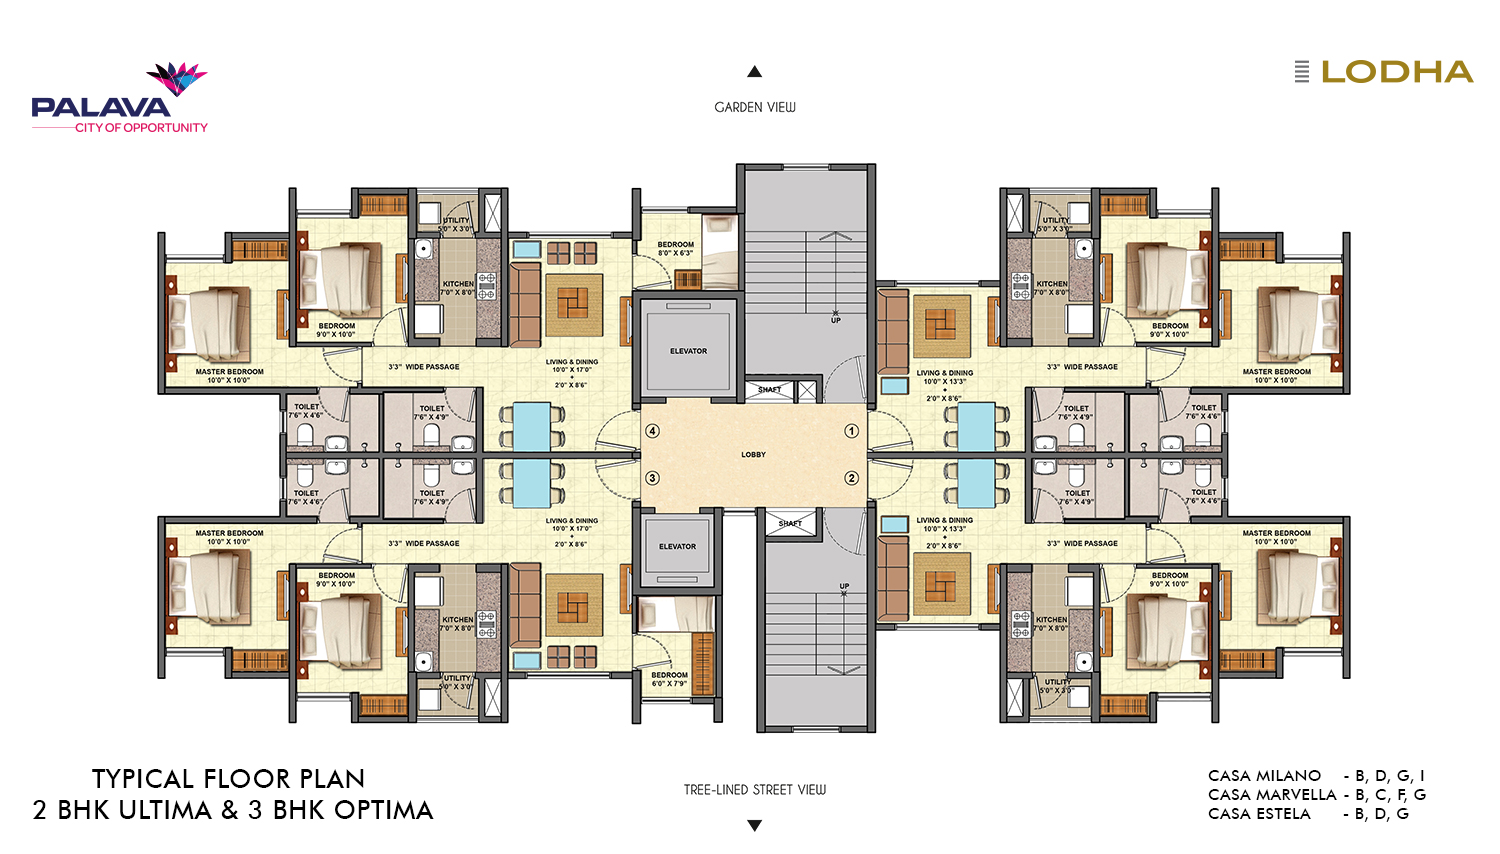 PALAVA
CITY OF OPPORTUNITY
LODHA
GARDEN VIEW
UTILITY
5'0" X 3'0"
KITCHEN
7'0" X 8'0"
BEDROOM
9'0" X 10'0"
MASTER BEDROOM
10'0" X 10'0"
3'3" WIDE PASSAGE
LIVING & DINING
10'0" X 17'0"
+
2'0" X 8'6"
BEDROOM
8'0" X 6'3"
ELEVATOR
TOILET
7'6" X 4'6"
TOILET
7'6" X 4'9"
4
UP
SHAFT
UTILITY
5'0" X 3'0"
KITCHEN
7'0" X 8'0"
BEDROOM
9'0" X 10'0"
MASTER BEDROOM
10'0" X 10'0"
3'3" WIDE PASSAGE
LIVING & DINING
10'0" X 13'3"
+
2'0" X 8'6"
TOILET
7'6" X 4'9"
TOILET
7'6" X 4'6"
1
LOBBY
3
2
TOILET
7'6" X 4'6"
TOILET
7'6" X 4'9"
MASTER BEDROOM
10'0" X 10'0"
3'3" WIDE PASSAGE
LIVING & DINING
10'0" X 17'0"
+
2'0" X 8'6"
BEDROOM
9'0" X 10'0"
KITCHEN
7'0" X 8'0"
UTILITY
5'0" X 3'0"
ELEVATOR
BEDROOM
6'0" X 7'9"
SHAFT
UP
TOILET
7'6" X 4'9"
TOILET
7'6" X 4'6"
LIVING & DINING
10'0" X 13'3"
+
2'0" X 8'6"
3'3" WIDE PASSAGE
MASTER BEDROOM
10'0" X 10'0"
BEDROOM
9'0" X 10'0"
KITCHEN
7'0" X 8'0"
UTILITY
5'0" X 3'0"
TYPICAL FLOOR PLAN
2 BHK ULTIMA & 3 BHK OPTIMA
TREE-LINED STREET VIEW
CASA MILANO - B, D, G, I
CASA MARVELLA - B, C, F, G
CASA ESTELA - B, D, G